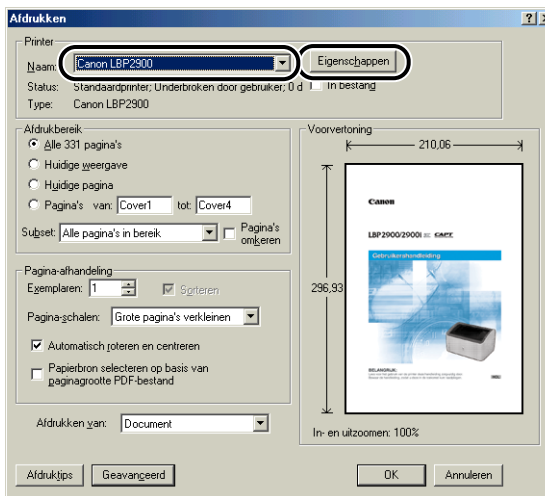 Afdrukken
Printer
Naam: Canon LBP2900 Eigenschappen
Status: Standaardprinter; Onderbroken door gebruiker; 0 d In bestand
Type: Canon LBP2900
Afdrukbereik
Alle 331 pagina's
Huidige weergave
Huidige pagina
Pagina's van: Cover1 tot: Cover4
Subset: Alle pagina's in bereik Pagina's omkeren
Pagina-afhandeling
Exemplaren: 1 Sorteren
Pagina-schalen: Grote pagina's verkleinen
Automatisch roteren en centreren
Papierbron selecteren op basis van
paginagrootte PDF-bestand
Afdrukken van: Document
Voorvertoning
210,06
296,93
Canon
LBP2900/2900i CAPT
Gebruikershandleiding
BELANGRIJK:
In- en uitzoomen: 100%
Afdruktips Geavanceerd OK Annuleren